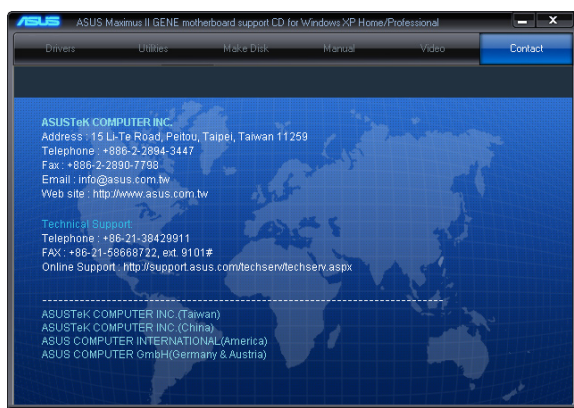 ASUS ASUS Maximus II GENE motherboard support CD for Windows XP Home/Professional
Drivers Utilities Make Disk Manual Video Contact
ASUSTeK COMPUTER INC.
Address : 15 Li-Te Road, Peitou, Taipei, Taiwan 11259
Telephone : +886-2-2894-3447
Fax : +886-2-2890-7798
Email : info@asus.com.tw
Web site : http://www.asus.com.tw
Technical Support
Telephone : +86-21-38429911
FAX : +86-21-58668722, ext. 9101#
Online Support : http://support.asus.com/techserv/techserv.aspx
ASUSTeK COMPUTER INC.(Taiwan)
ASUSTeK COMPUTER INC.(China)
ASUS COMPUTER INTERNATIONAL(America)
ASUS COMPUTER GmbH(Germany & Austria)